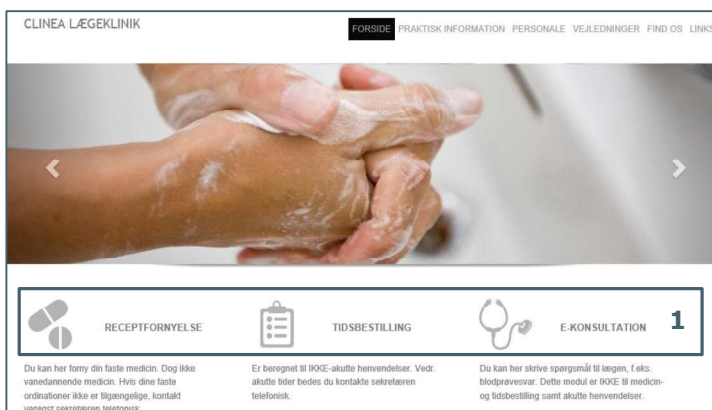 CLINEA LÆGEKLINIK
FORSIDE PRAKTISK INFORMATION PERSONALE VEJLEDNINGER FIND OS LINKS
RECEPTFORNYELSE
TIDSBESTILLING
E-KONSULTATION
1
Du kan her forny din faste medicin. Dog ikke
vanedannende medicin. Hvis dine faste
ordinationer ikke er tilgængelige, kontakt
venligst sekretæren telefonisk
Er beregnet til IKKE-akutte henvendelser. Vedr.
akutte tider bedes du kontakte sekretæren
telefonisk.
Du kan her skrive spørgsmål til lægen, f.eks.
blodprøvesvar. Dette modul er IKKE til medicin-
og tidsbestilling samt akutte henvendelser.